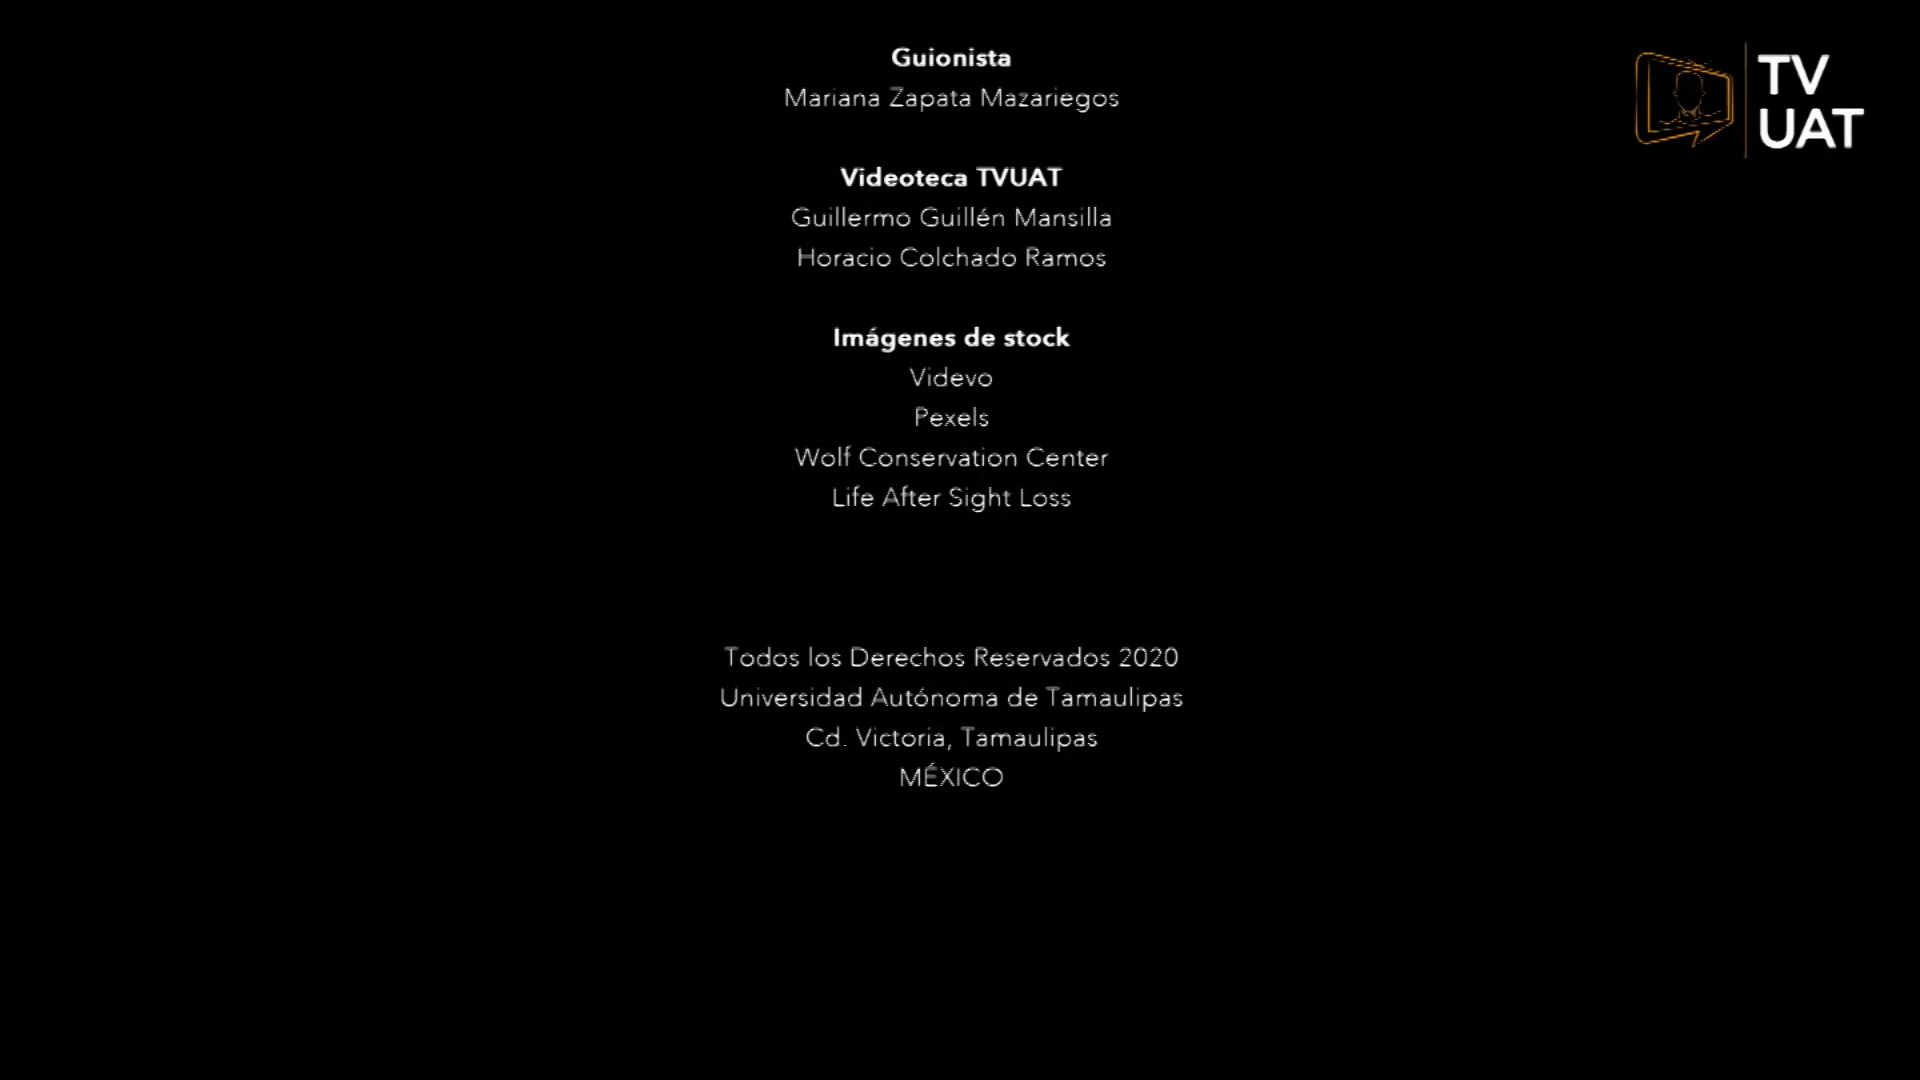 Guionista
Mariana Zapata Mazariegos
Videoteca TVUAT
Guillermo Guillén Mansilla
Horacio Colchado Ramos
Imágenes de stock
Videvo
Pexels
Wolf Conservation Center
Life After Sight Loss
Todos los Derechos Reservados 2020
Universidad Autónoma de Tamaulipas
Cd. Victoria, Tamaulipas
MÉXICO
TV
UAT